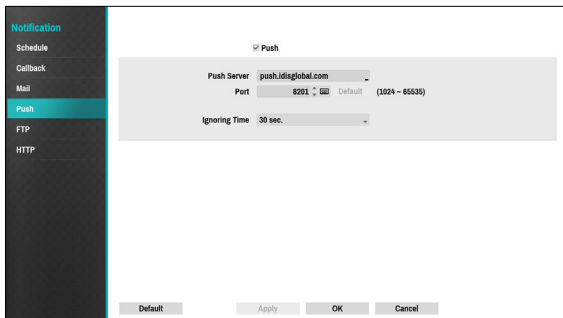 Notification
Schedule
Callback
Mail
Push
FTP
HTTP
Push
Push Server push.idisglobal.com
Port 8201 Default (1024 ~ 65535)
Ignoring Time 30 sec.
Default Apply OK Cancel